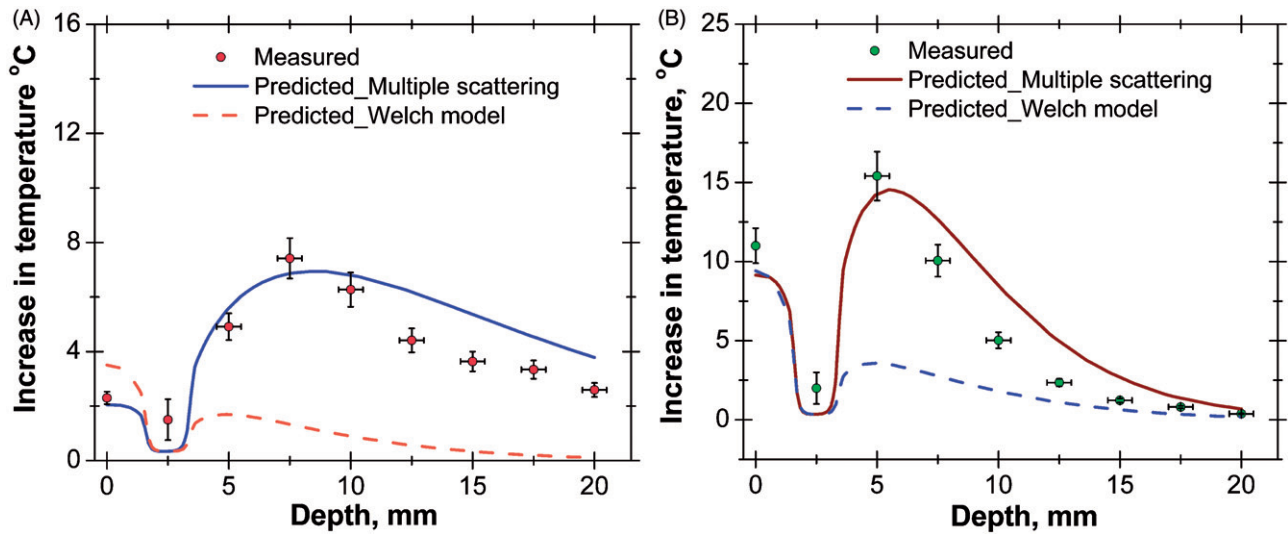 (A)
Increase in temperature °C
16
12
8
4
0
Measured
Predicted_Multiple scattering
Predicted_Welch model
0 5 10 15 20
Depth, mm
(B)
Increase in temperature, °C
25
20
15
10
5
0
Measured
Predicted_Multiple scattering
Predicted_Welch model
0 5 10 15 20
Depth, mm